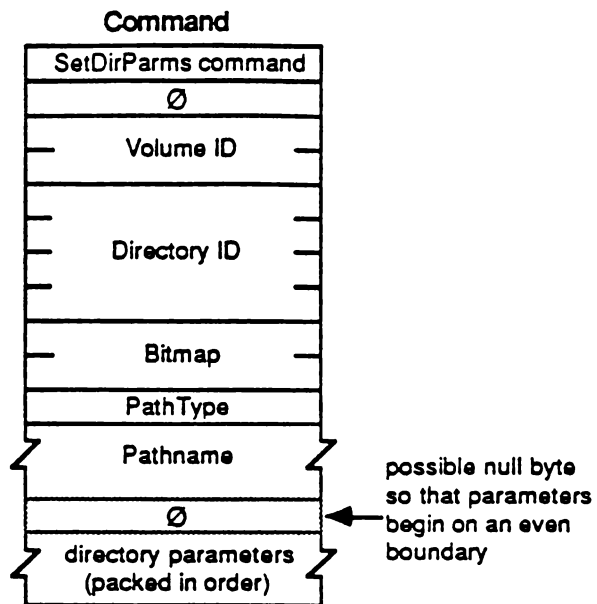 Command
SetDirParms command
Ø
Volume ID
Directory ID
Bitmap
PathType
Pathname
Ø
possible null byte
so that parameters
begin on an even
boundary
directory parameters
(packed in order)